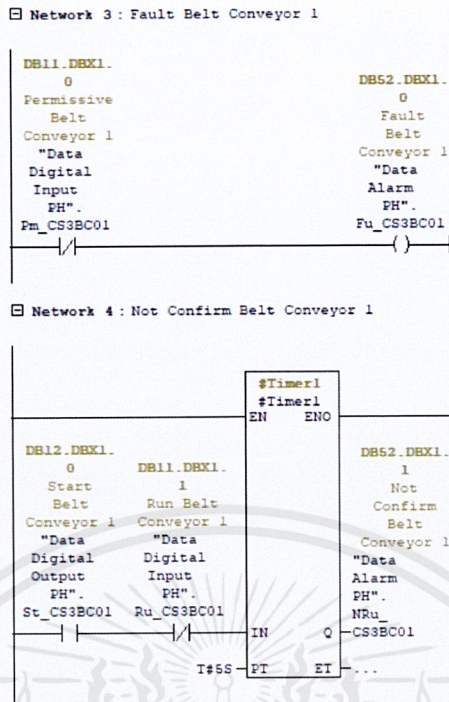 Network 3 : Fault Belt Conveyor 1
DB11.DBX1.
0
Permissive
Belt
Conveyor 1
"Data
Digital
Input
PH".
Pm_CS3BC01
DB52.DBX1.
0
Fault
Belt
Conveyor 1
"Data
Alarm
PH".
Fu_CS3BC01
Network 4 : Not Confirm Belt Conveyor 1
#Timer1
#Timer1
EN ENO
DB12.DBX1.
0
Start
Belt
Conveyor 1
"Data
Digital
Output
PH".
St_CS3BC01
DB11.DBX1.
1
Run Belt
Conveyor 1
"Data
Digital
Input
PH".
Ru_CS3BC01
DB52.DBX1.
1
Not
Confirm
Belt
Conveyor 1
"Data
Alarm
PH".
NRu_
CS3BC01
IN Q
T#5S PT ET ...